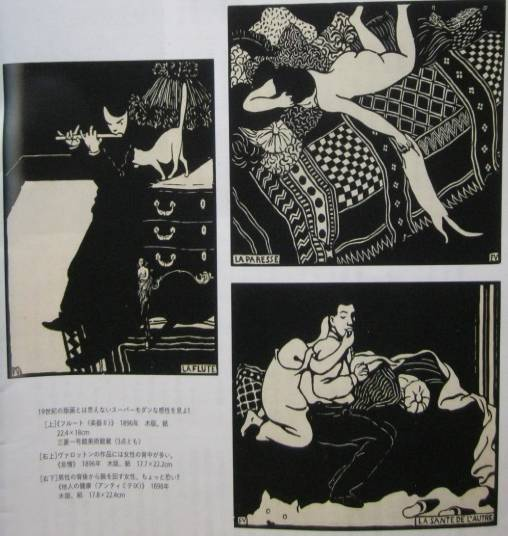 LA FLUTE
LA PARESSE
FV
FV
LA SANTÉ DE L'AUTRE
19世紀の版画とは思えないスーパーモダンな感性を見よ!
[上]《フルート（楽器Ⅱ）》 1896年 木版、紙
22.4×18cm
三菱一号館美術館蔵（3点とも）
[右上]ヴァロットンの作品には女性の背中が多い。
《怠惰》 1896年 木版、紙 17.7×22.2cm
[右下]男性の背後から腕を回す女性、ちょっと恐い!?
《他人の健康（アンティミテⅨ）》 1898年
木版、紙 17.8×22.4cm